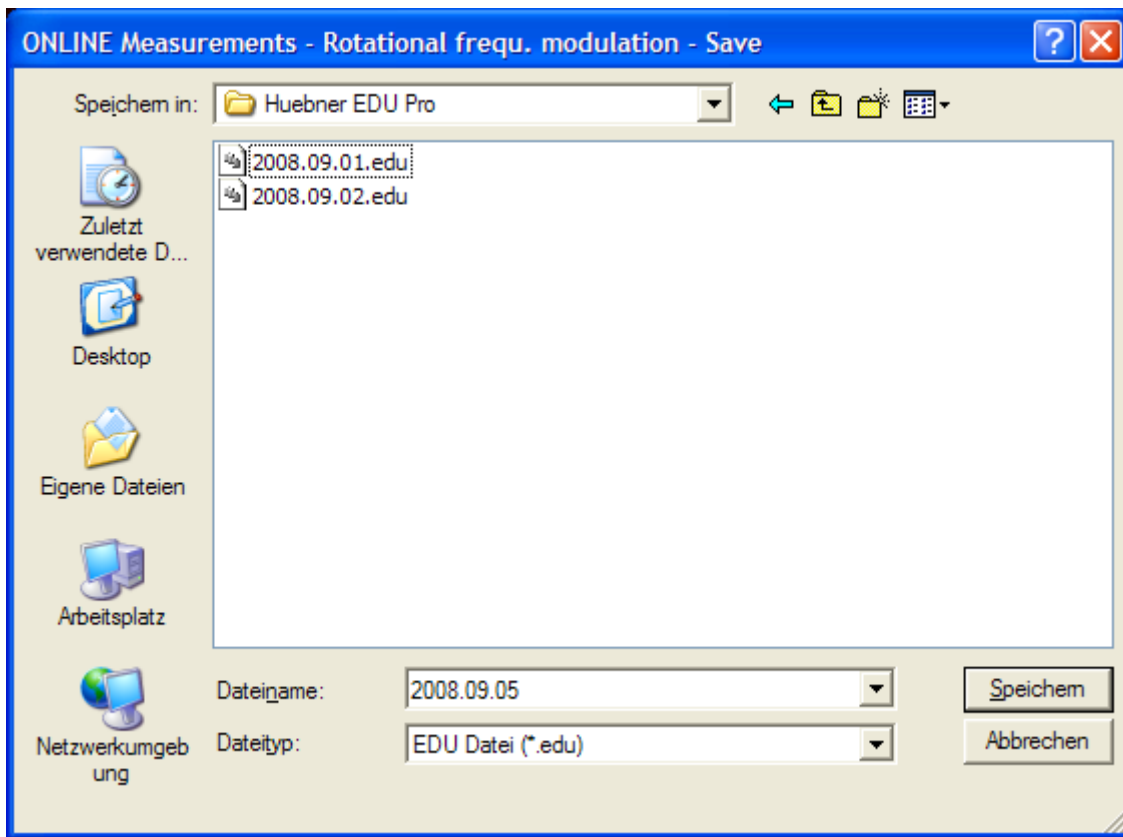 ONLINE Measurements - Rotational frequ. modulation - Save
Speichern in:
Huebner EDU Pro
2008.09.01.edu
2008.09.02.edu
Zuletzt
verwendete D...
Desktop
Eigene Dateien
Arbeitsplatz
Netzwerkumgeb
ung
Dateiname:
2008.09.05
Speichern
Dateityp:
EDU Datei (*.edu)
Abbrechen